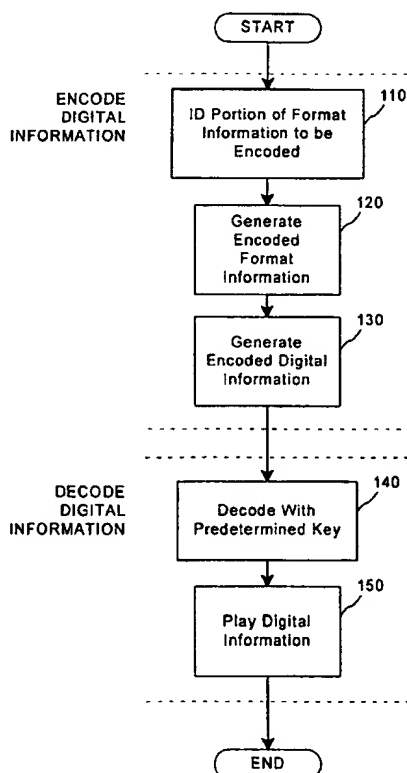 START
ENCODE
DIGITAL
INFORMATION
110
ID Portion of Format
Information to be
Encoded
120
Generate
Encoded
Format
Information
130
Generate
Encoded Digital
Information
DECODE
DIGITAL
INFORMATION
140
Decode With
Predetermined Key
150
Play Digital
Information
END